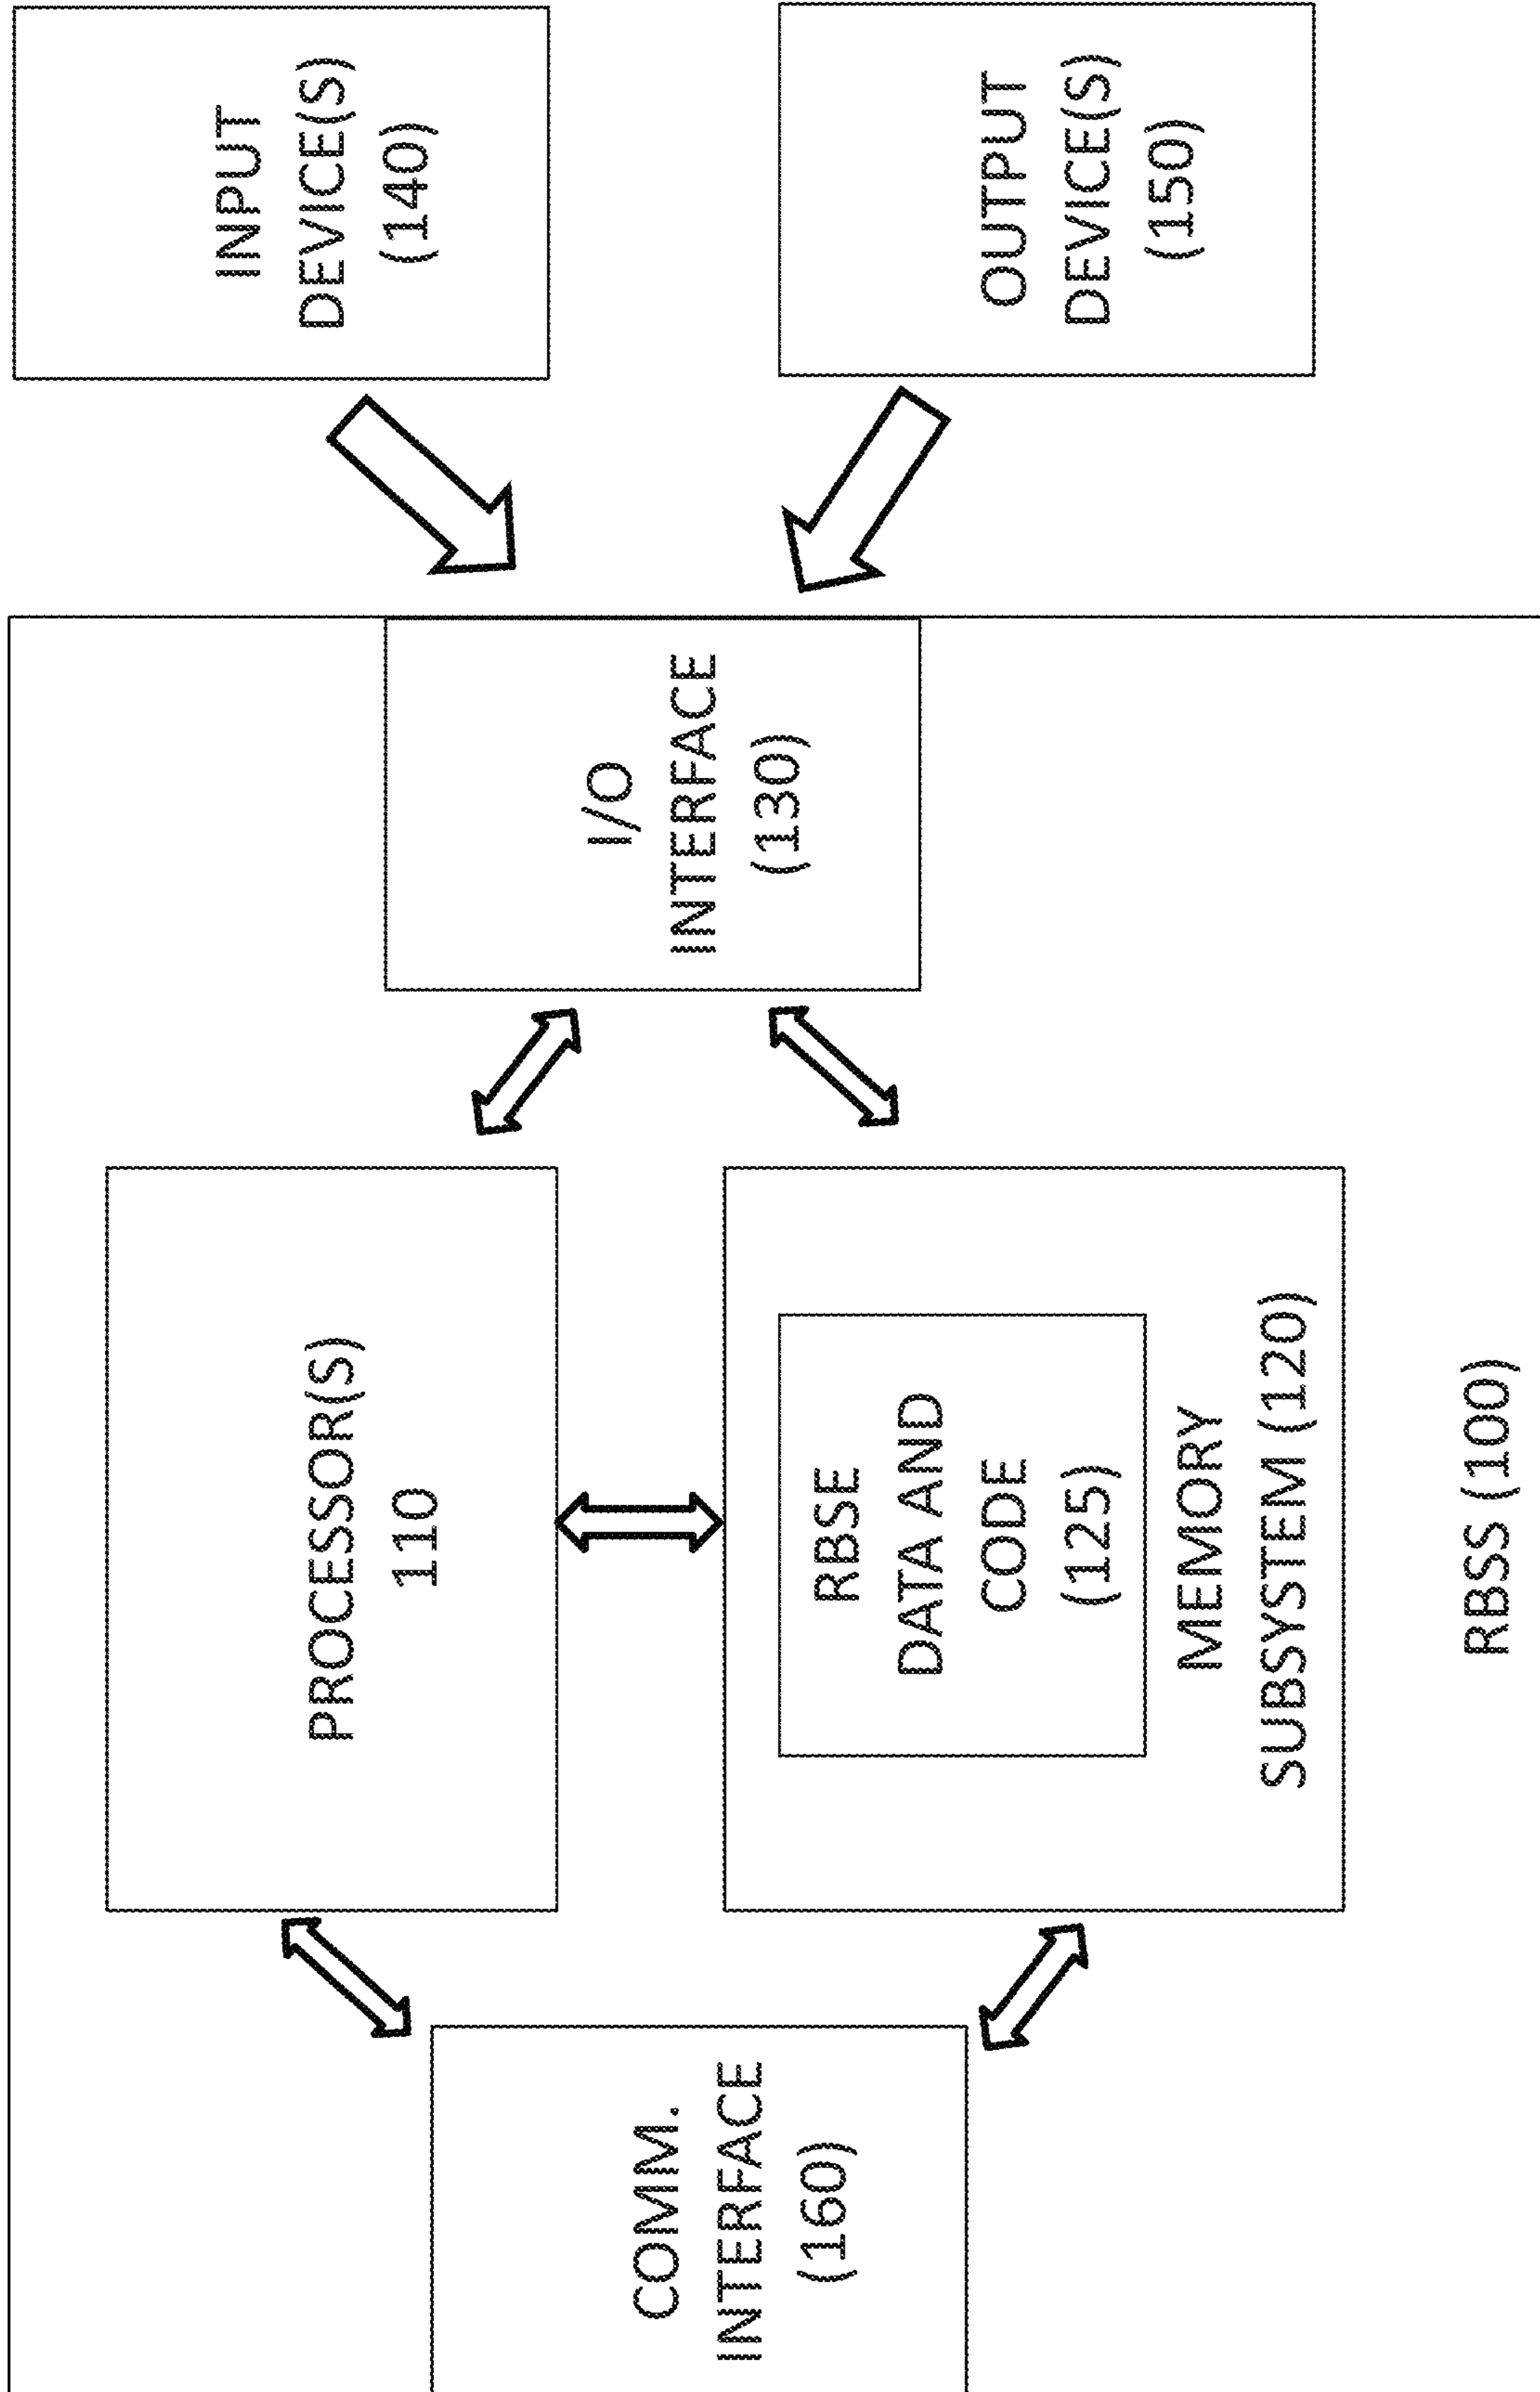 COMM.
INTERFACE
(160)
PROCESSOR(S)
110
RBSE
DATA AND
CODE
(125)
MEMORY
SUBSYSTEM (120)
RBSS (100)
I/O
INTERFACE
(130)
INPUT
DEVICE(S)
(140)
OUTPUT
DEVICE(S)
(150)